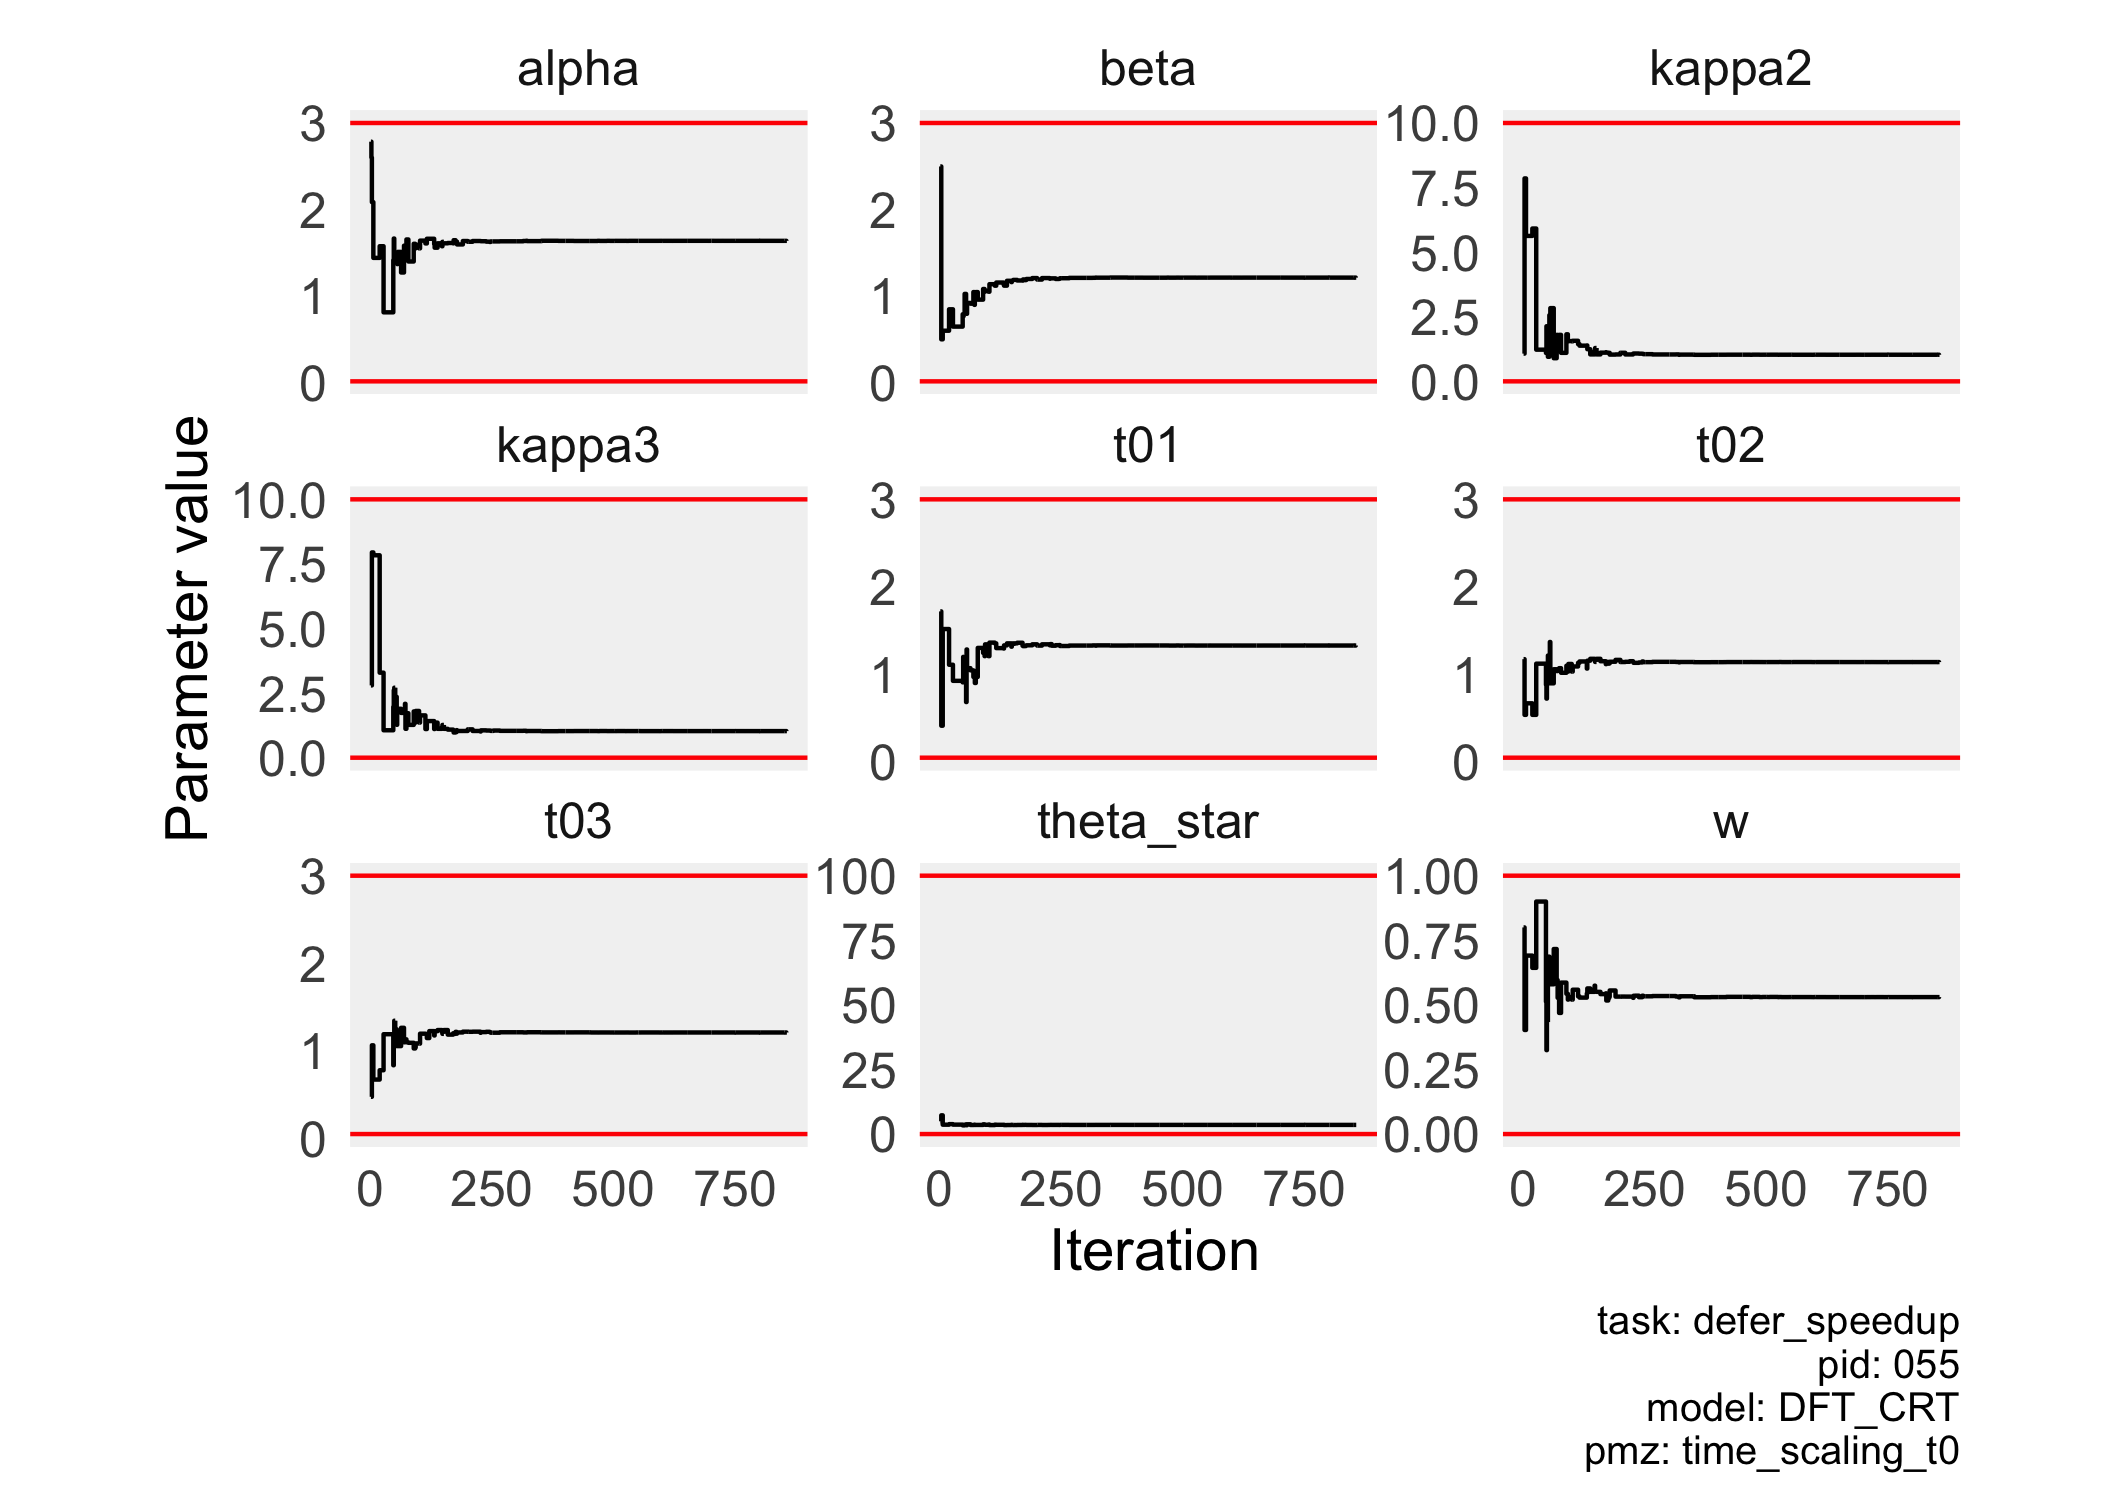 alpha
beta
kappa2
3
2
1
0
3
2
1
0
10.0
7.5
5.0
2.5
0.0
kappa3
t01
t02
10.0
7.5
5.0
2.5
0.0
3
2
1
0
3
2
1
0
t03
theta_star
w
3
2
1
0
100
75
50
25
0
1.00
0.75
0.50
0.25
0.00
0 250 500 750
0 250 500 750
0 250 500 750
Parameter value
Iteration
task: defer_speedup
pid: 055
model: DFT_CRT
pmz: time_scaling_t0